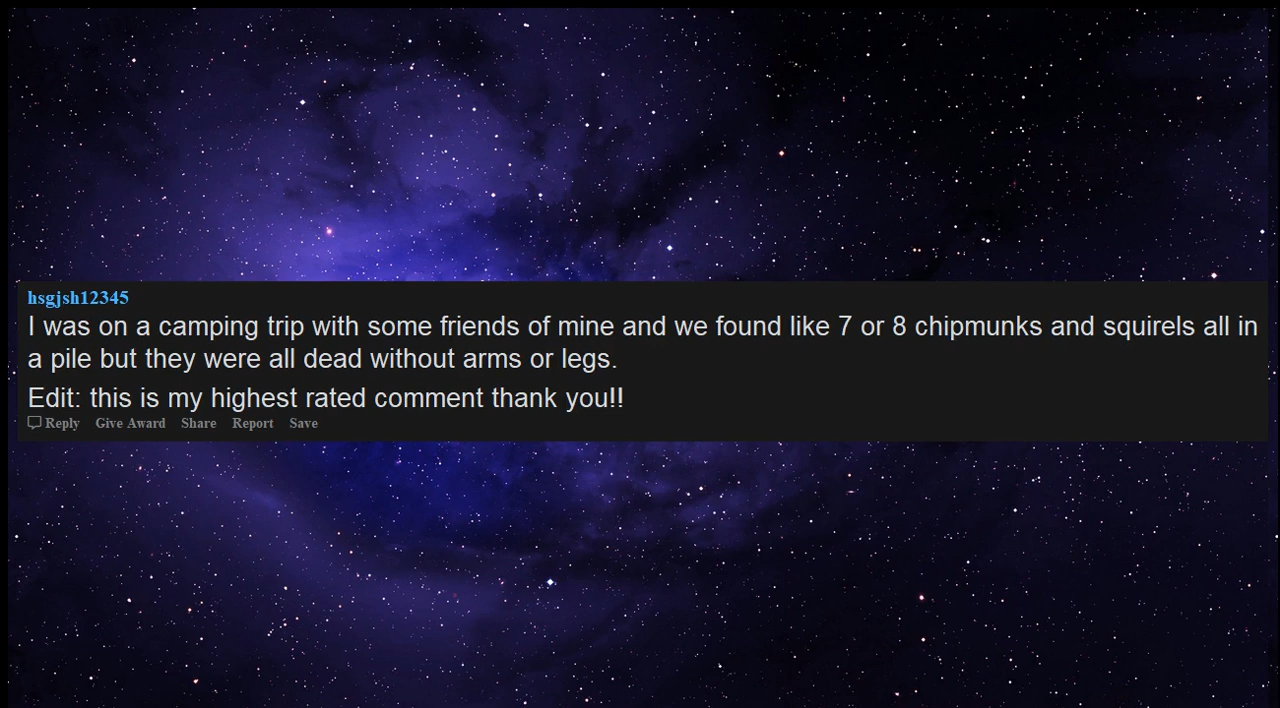 hsgjsh12345
I was on a camping trip with some friends of mine and we found like 7 or 8 chipmunks and squirels all in
a pile but they were all dead without arms or legs.
Edit: this is my highest rated comment thank you!!
Reply Give Award Share Report Save